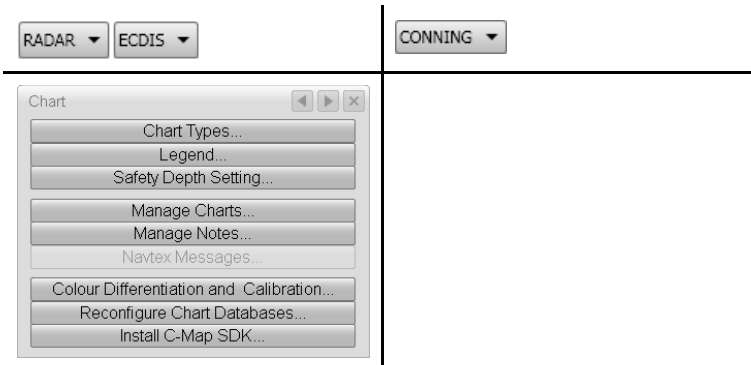 RADAR ECDIS CONNING
Chart
Chart Types...
Legend...
Safety Depth Setting...
Manage Charts...
Manage Notes...
Navtex Messages...
Colour Differentiation and Calibration...
Reconfigure Chart Databases...
Install C-Map SDK...